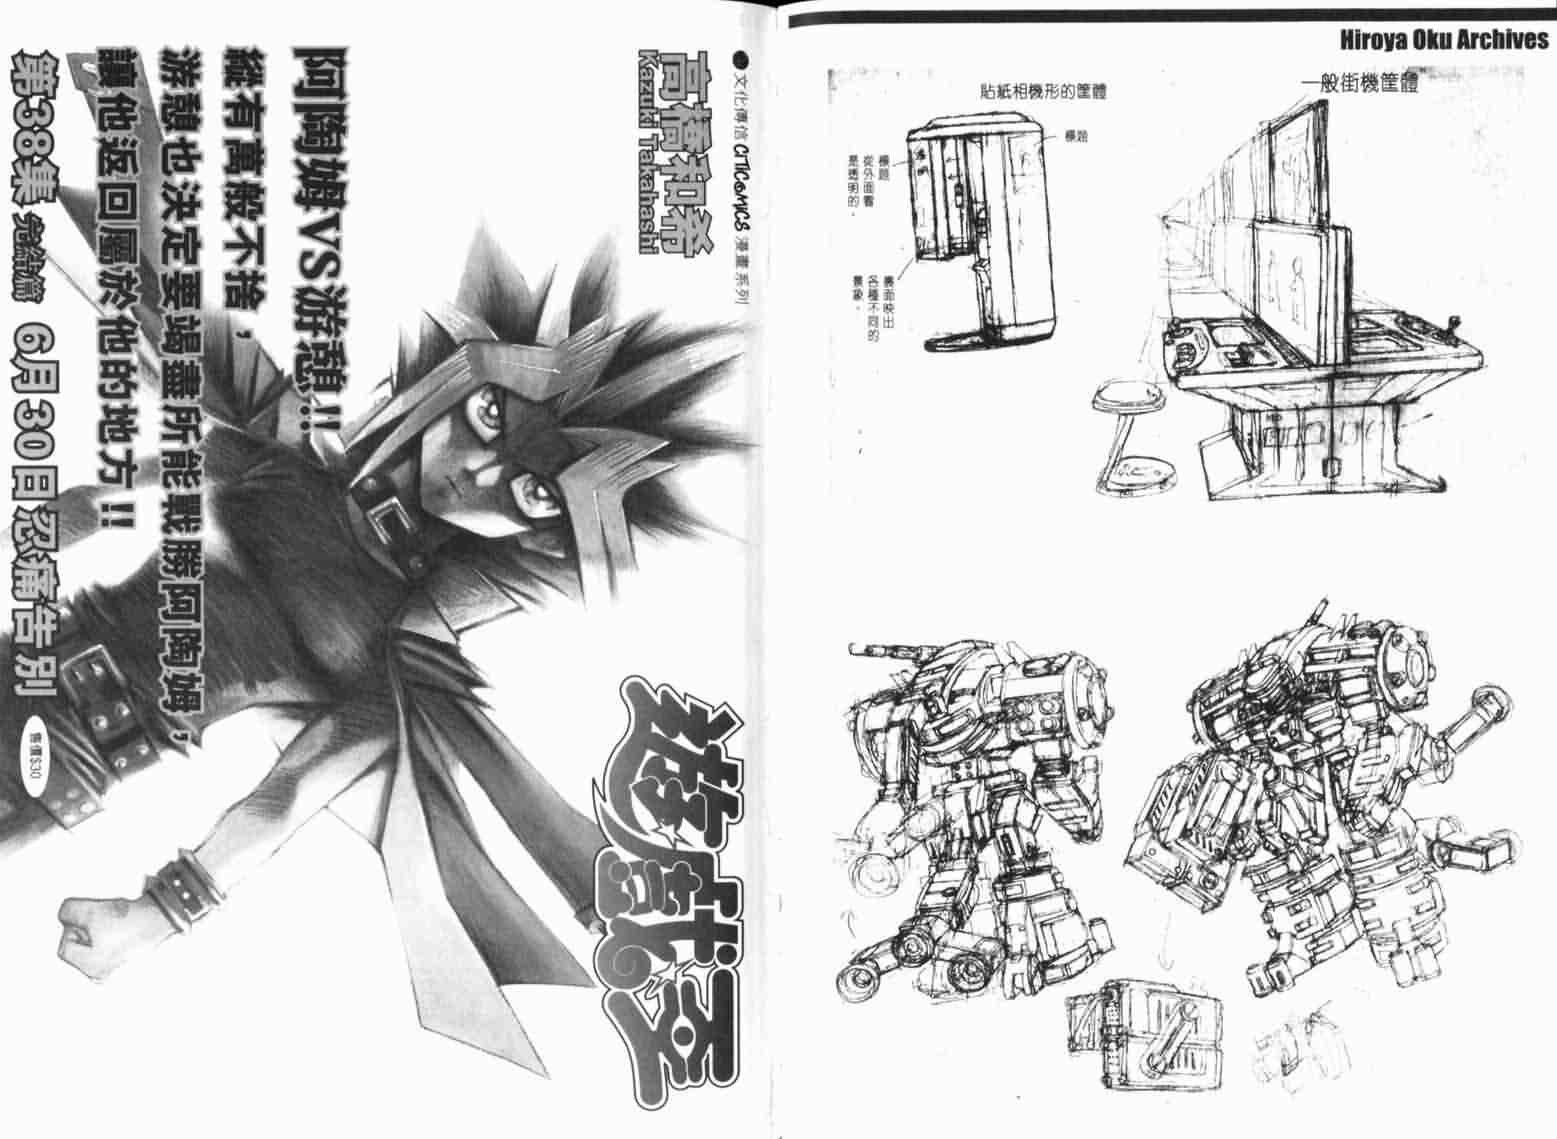 文化傳信 CITICOMICS 漫畫系列
高橋和希
Kazuki Takahashi
遊戲王
阿陶姆VS游憩!!
縱有萬般不捨，
游憩也決定要竭盡所能戰勝阿陶姆，
讓他返回屬於他的地方!!
第38集 完結篇 6月30日忍痛告別
售價$30
Hiroya Oku Archives
貼紙相機形的筐體
標題
標題
從外面看
是透明的。
裏面映出
各種不同的
景象。
一般街機筐體